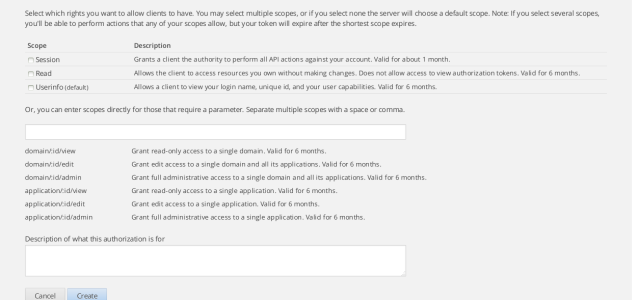 Select which rights you want to allow clients to have. You may select multiple scopes, or if you select none the server will choose a default scope. Note: If you select several scopes,
you'll be able to perform actions that any of your scopes allow, but your token will expire after the shortest scope expires.
Scope Description
Session Grants a client the authority to perform all API actions against your account. Valid for about 1 month.
Read Allows the client to access resources you own without making changes. Does not allow access to view authorization tokens. Valid for 6 months.
Userinfo (default) Allows a client to view your login name, unique id, and your user capabilities. Valid for 6 months.
Or, you can enter scopes directly for those that require a parameter. Separate multiple scopes with a space or comma.
domain/:id/view Grant read-only access to a single domain. Valid for 6 months.
domain/:id/edit Grant edit access to a single domain and all its applications. Valid for 6 months.
domain/:id/admin Grant full administrative access to a single domain and all its applications. Valid for 6 months.
application/:id/view Grant read-only access to a single application. Valid for 6 months.
application/:id/edit Grant edit access to a single application. Valid for 6 months.
application/:id/admin Grant full administrative access to a single application. Valid for 6 months.
Description of what this authorization is for
Cancel Create